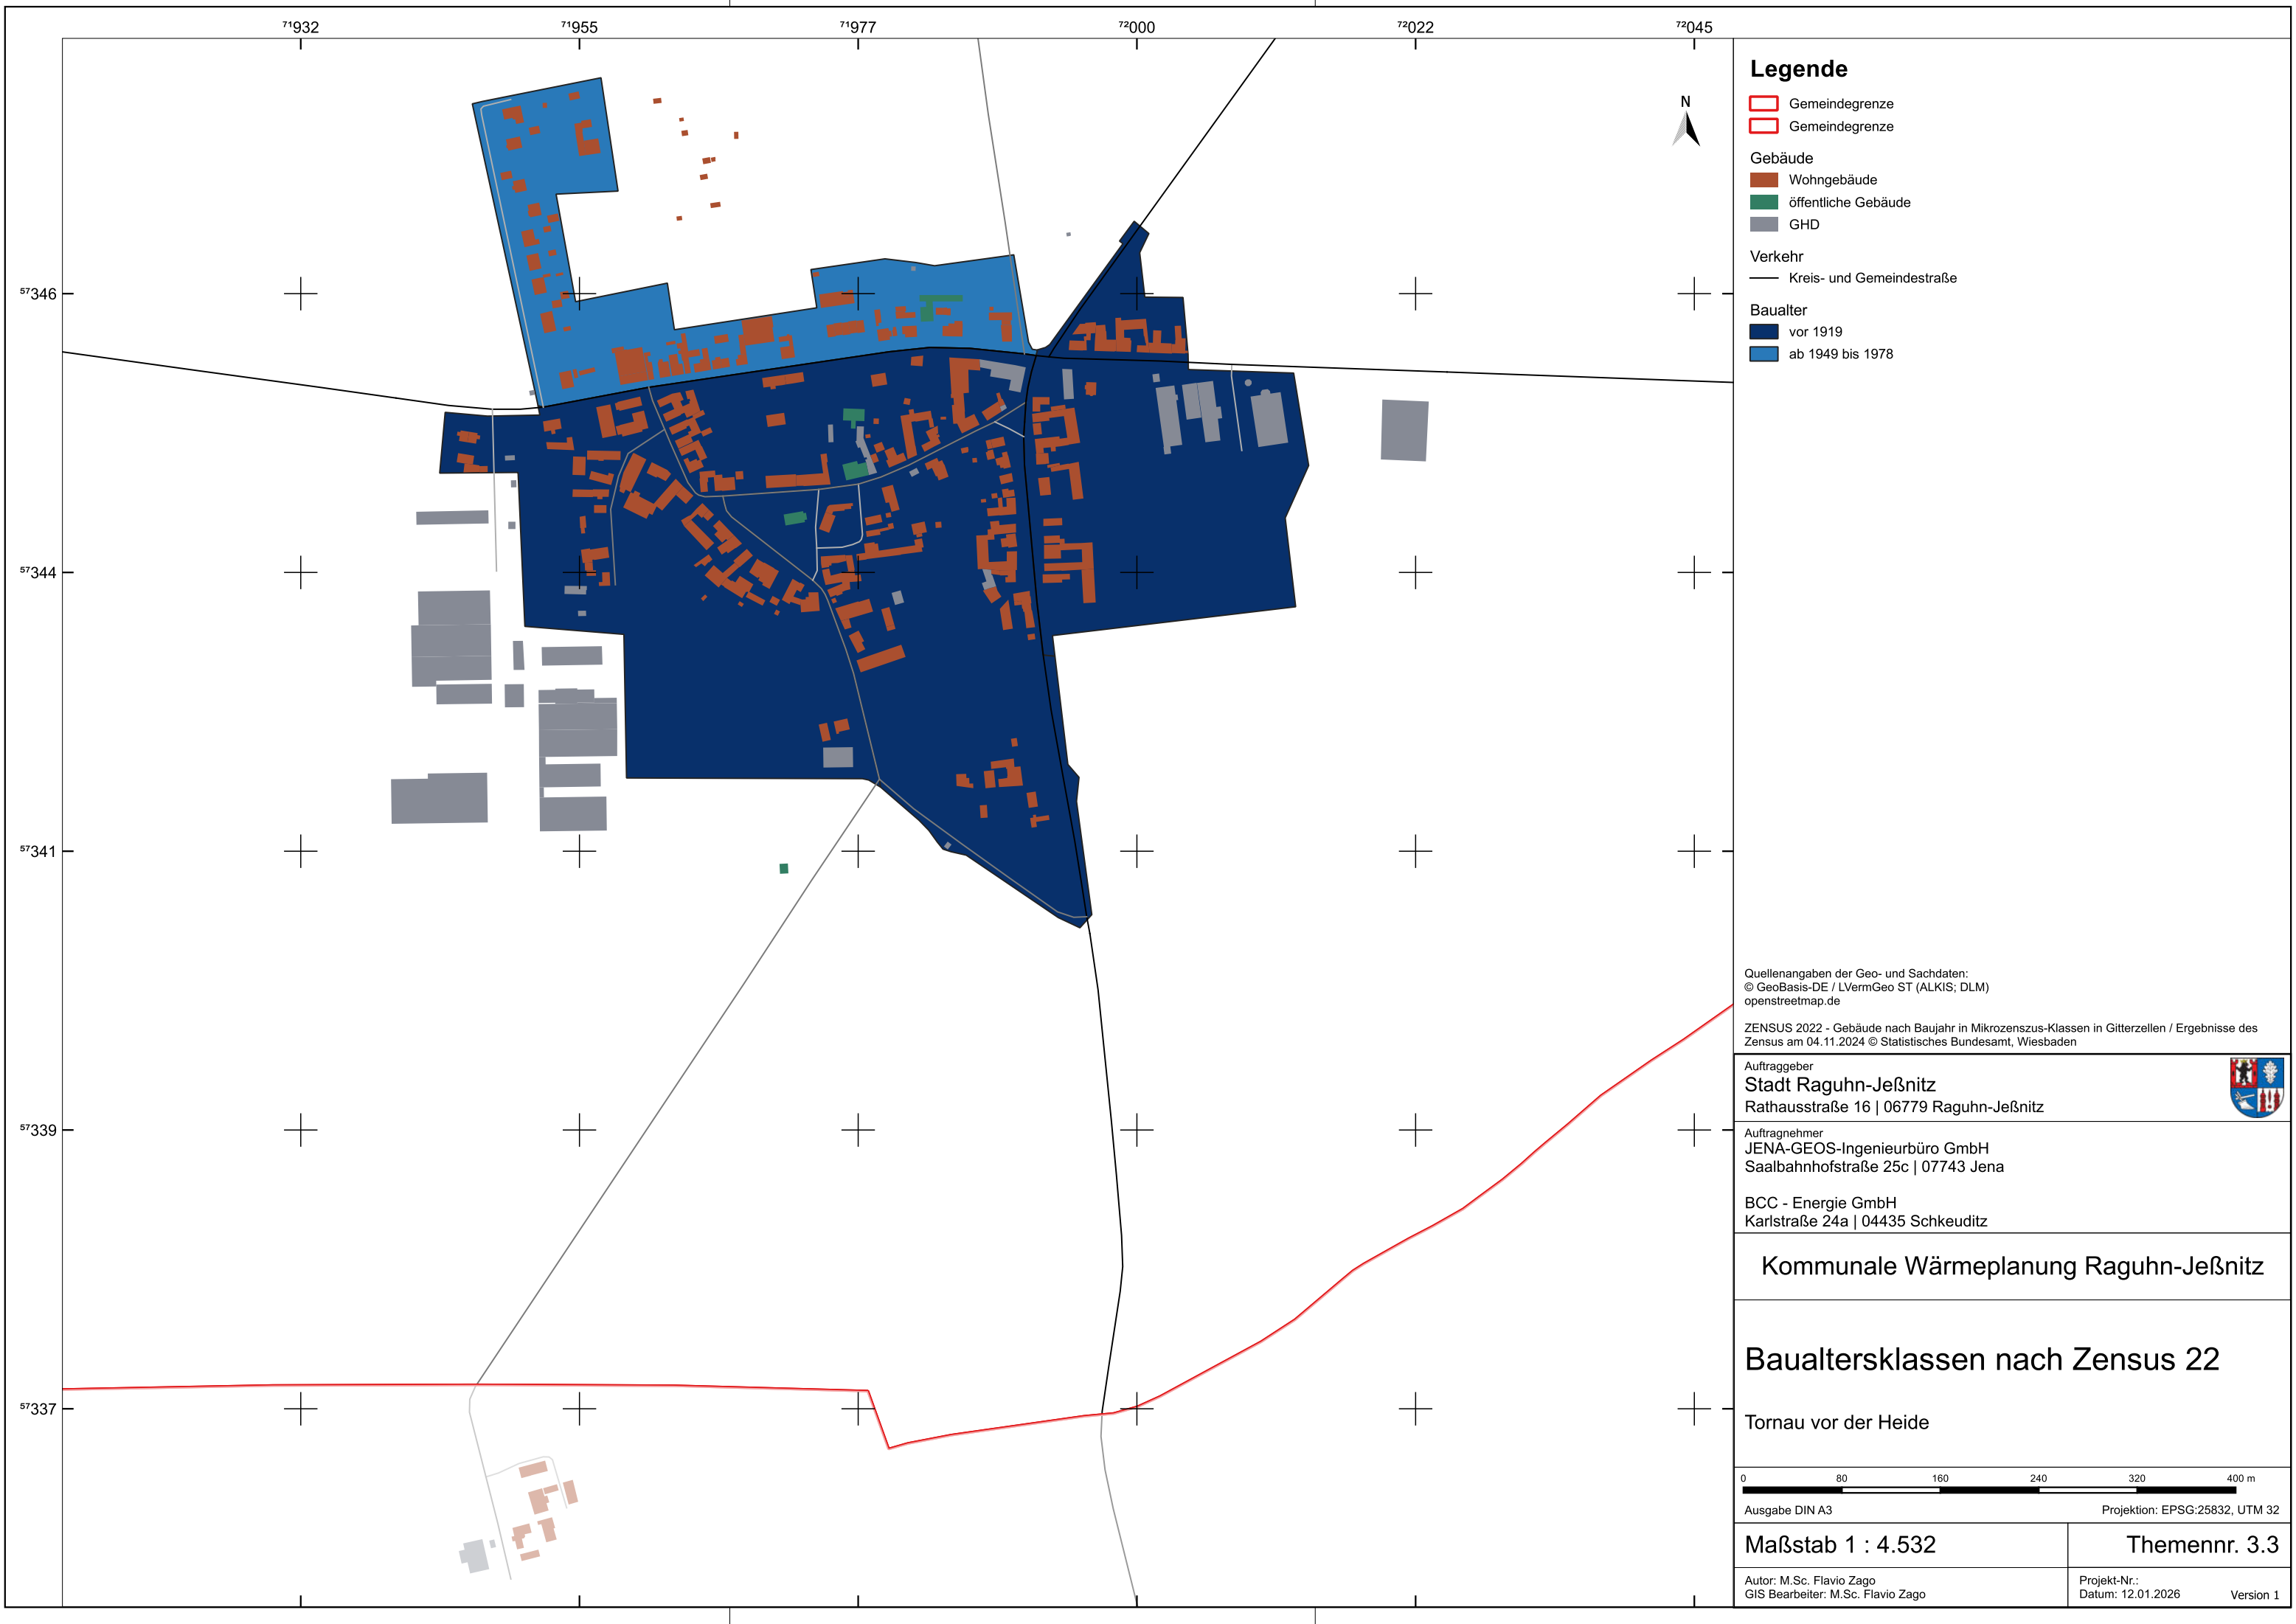 ⁷¹932
⁷¹955
⁷¹977
⁷²000
⁷²022
⁷²045
⁵⁷346
⁵⁷344
⁵⁷341
⁵⁷339
⁵⁷337
N
Legende
Gemeindegrenze
Gemeindegrenze
Gebäude
Wohngebäude
öffentliche Gebäude
GHD
Verkehr
Kreis- und Gemeindestraße
Baualter
vor 1919
ab 1949 bis 1978
Quellenangaben der Geo- und Sachdaten:
© GeoBasis-DE / LVermGeo ST (ALKIS; DLM)
openstreetmap.de
ZENSUS 2022 - Gebäude nach Baujahr in Mikrozenszus-Klassen in Gitterzellen / Ergebnisse des
Zensus am 04.11.2024 © Statistisches Bundesamt, Wiesbaden
Auftraggeber
Stadt Raguhn-Jeßnitz
Rathausstraße 16 | 06779 Raguhn-Jeßnitz
Auftragnehmer
JENA-GEOS-Ingenieurbüro GmbH
Saalbahnhofstraße 25c | 07743 Jena
BCC - Energie GmbH
Karlstraße 24a | 04435 Schkeuditz
Kommunale Wärmeplanung Raguhn-Jeßnitz
Baualtersklassen nach Zensus 22
Tornau vor der Heide
0 80 160 240 320 400 m
Ausgabe DIN A3 Projektion: EPSG:25832, UTM 32
Maßstab 1 : 4.532 Themennr. 3.3
Autor: M.Sc. Flavio Zago
GIS Bearbeiter: M.Sc. Flavio Zago
Projekt-Nr.:
Datum: 12.01.2026 Version 1